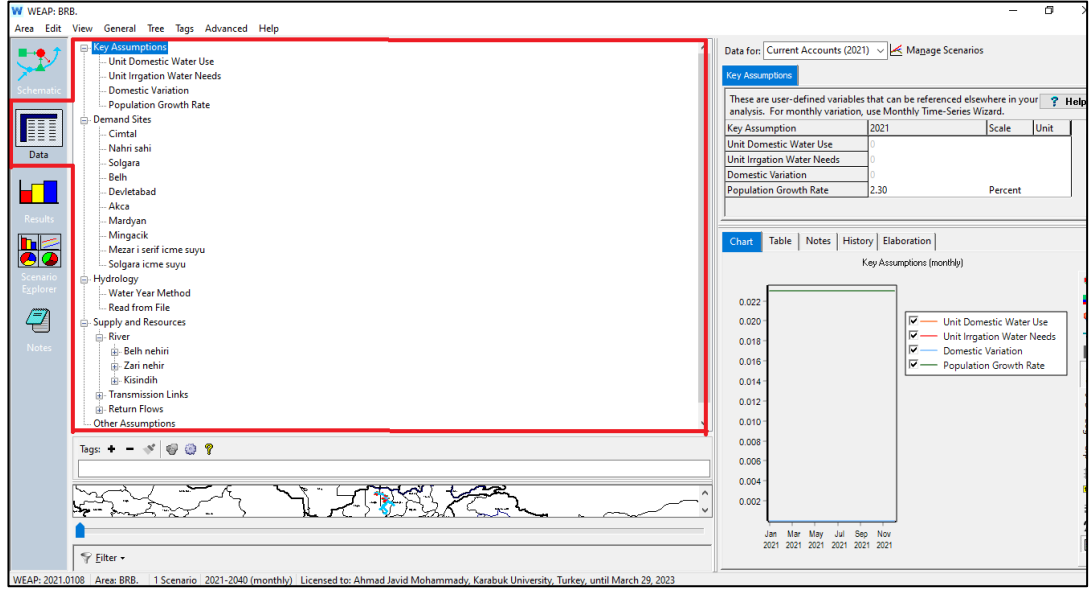 WEAP: BRB.
Area Edit View General Tree Tags Advanced Help
Schematic
Data
Results
Scenario
Explorer
Notes
Key Assumptions
Unit Domestic Water Use
Unit Irrgation Water Needs
Domestic Variation
Population Growth Rate
Demand Sites
Cimtal
Nahri sahi
Solgara
Belh
Devletabad
Akca
Mardyan
Mingacik
Mezar i serif icme suyu
Solgara icme suyu
Hydrology
Water Year Method
Read from File
Supply and Resources
River
Belh nehiri
Zari nehir
Kisindih
Transmission Links
Return Flows
Other Assumptions
Tags:
Filter
Data for: Current Accounts (2021) Manage Scenarios
Key Assumptions
These are user-defined variables that can be referenced elsewhere in your
analysis. For monthly variation, use Monthly Time-Series Wizard.
? Help
Key Assumption 2021 Scale Unit
Unit Domestic Water Use 0
Unit Irrgation Water Needs 0
Domestic Variation 0
Population Growth Rate 2.30 Percent
Chart Table Notes History Elaboration
Key Assumptions (monthly)
0.022
0.020
0.018
0.016
0.014
0.012
0.010
0.008
0.006
0.004
0.002
Jan Mar May Jul Sep Nov
2021 2021 2021 2021 2021 2021
Unit Domestic Water Use
Unit Irrgation Water Needs
Domestic Variation
Population Growth Rate
WEAP: 2021.0108 Area: BRB. 1 Scenario 2021-2040 (monthly) Licensed to: Ahmad Javid Mohammady, Karabuk University, Turkey, until March 29, 2023